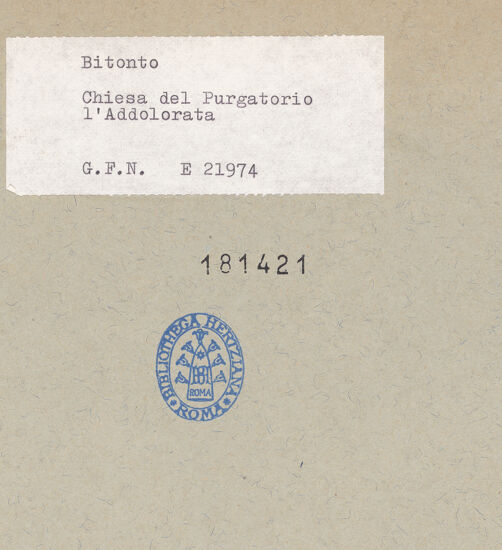 Bitonto
Chiesa del Purgatorio
l'Addolorata
G.F.N. E 21974
181421
BIBLIOTHECA HERTZIANA
ROMA
ROMA